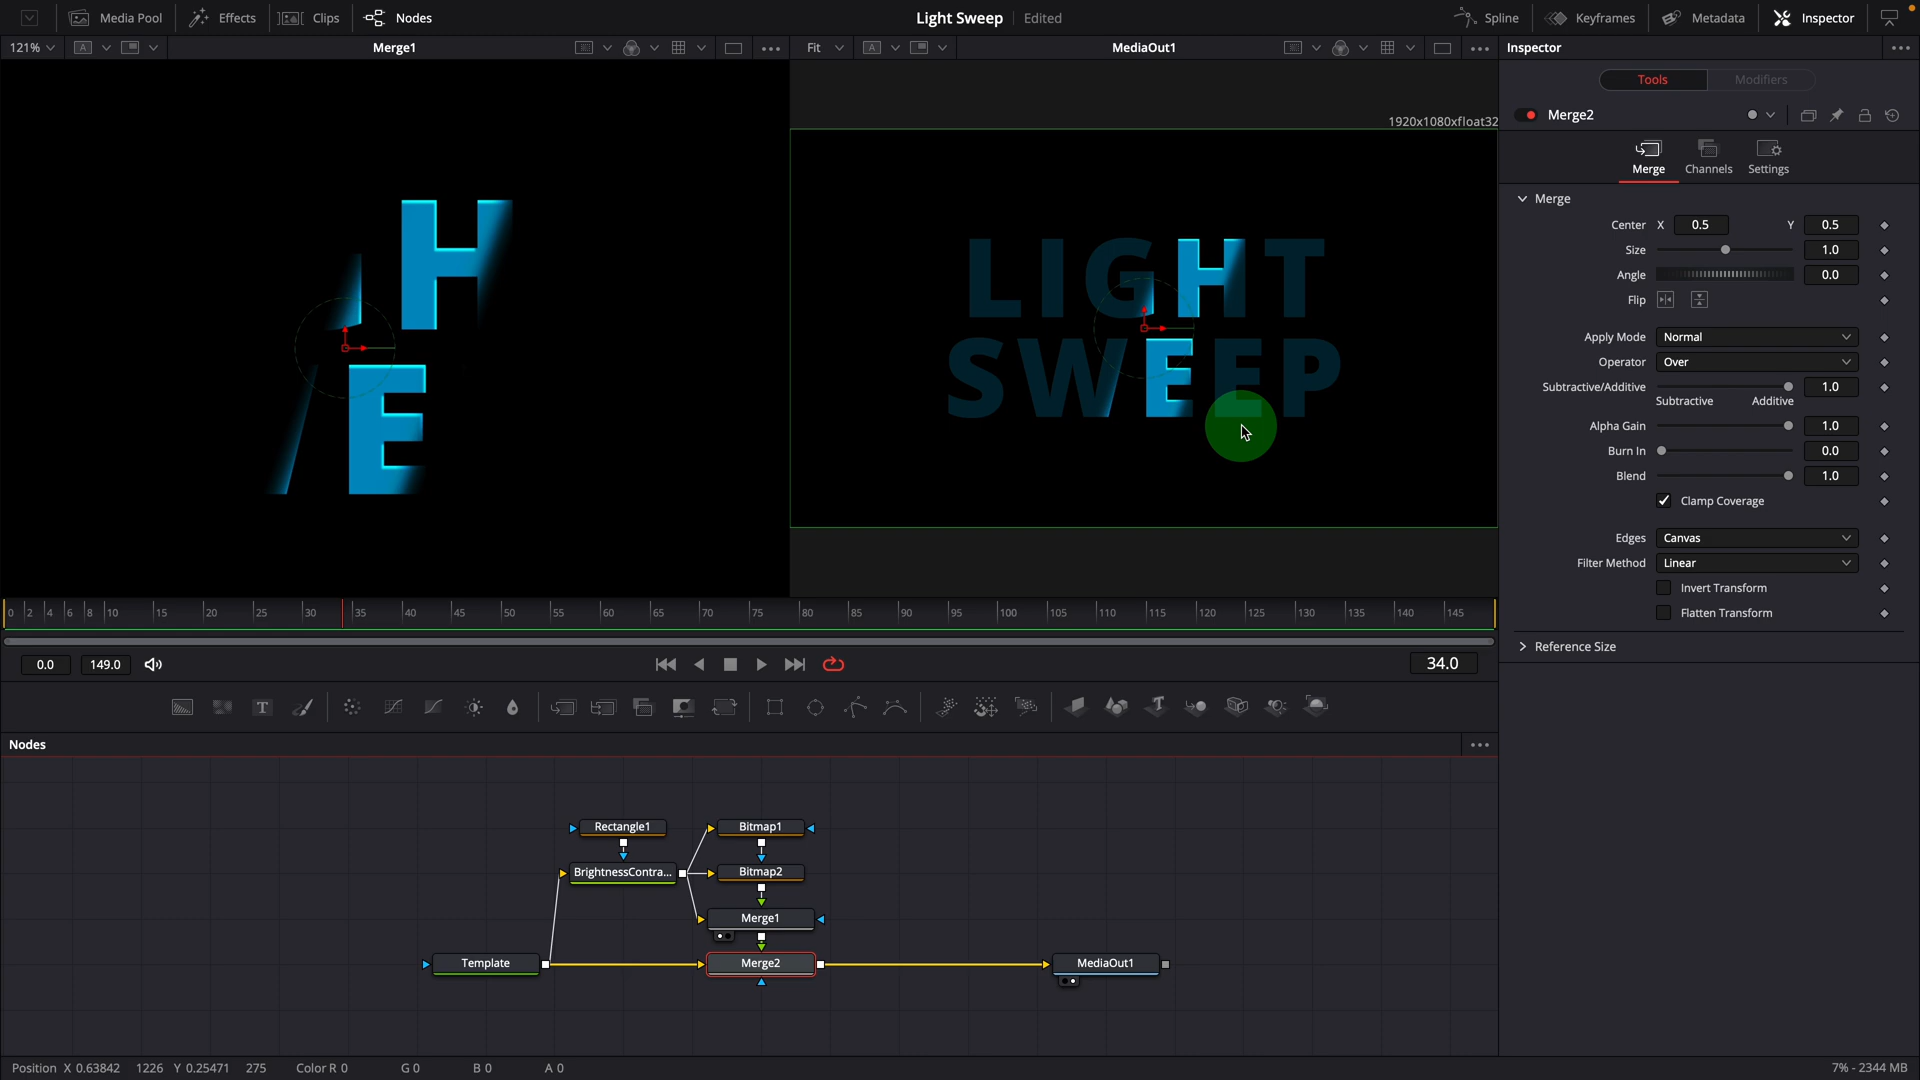 Media Pool Effects Clips Nodes Light Sweep Edited Spline Keyframes Metadata Inspector
121% A Merge1 Fit A MediaOut1 Inspector
Tools Modifiers
Merge2
1920x1080xfloat32
Merge Channels Settings
Merge
Center X 0.5 Y 0.5
Size 1.0
Angle 0.0
Flip
Apply Mode Normal
Operator Over
Subtractive/Additive 1.0
Subtractive Additive
Alpha Gain 1.0
Burn In 0.0
Blend 1.0
Clamp Coverage
Edges Canvas
Filter Method Linear
Invert Transform
Flatten Transform
Reference Size
H
E
LIGHT
SWEEP
0 2 4 6 8 10 15 20 25 30 35 40 45 50 55 60 65 70 75 80 85 90 95 100 105 110 115 120 125 130 135 140 145
0.0 149.0 34.0
Nodes
Rectangle1 Bitmap1
BrightnessContra... Bitmap2
Merge1
Template Merge2 MediaOut1
Position X 0.63842 1226 Y 0.25471 275 Color R 0 G 0 B 0 A 0 7% - 2344 MB